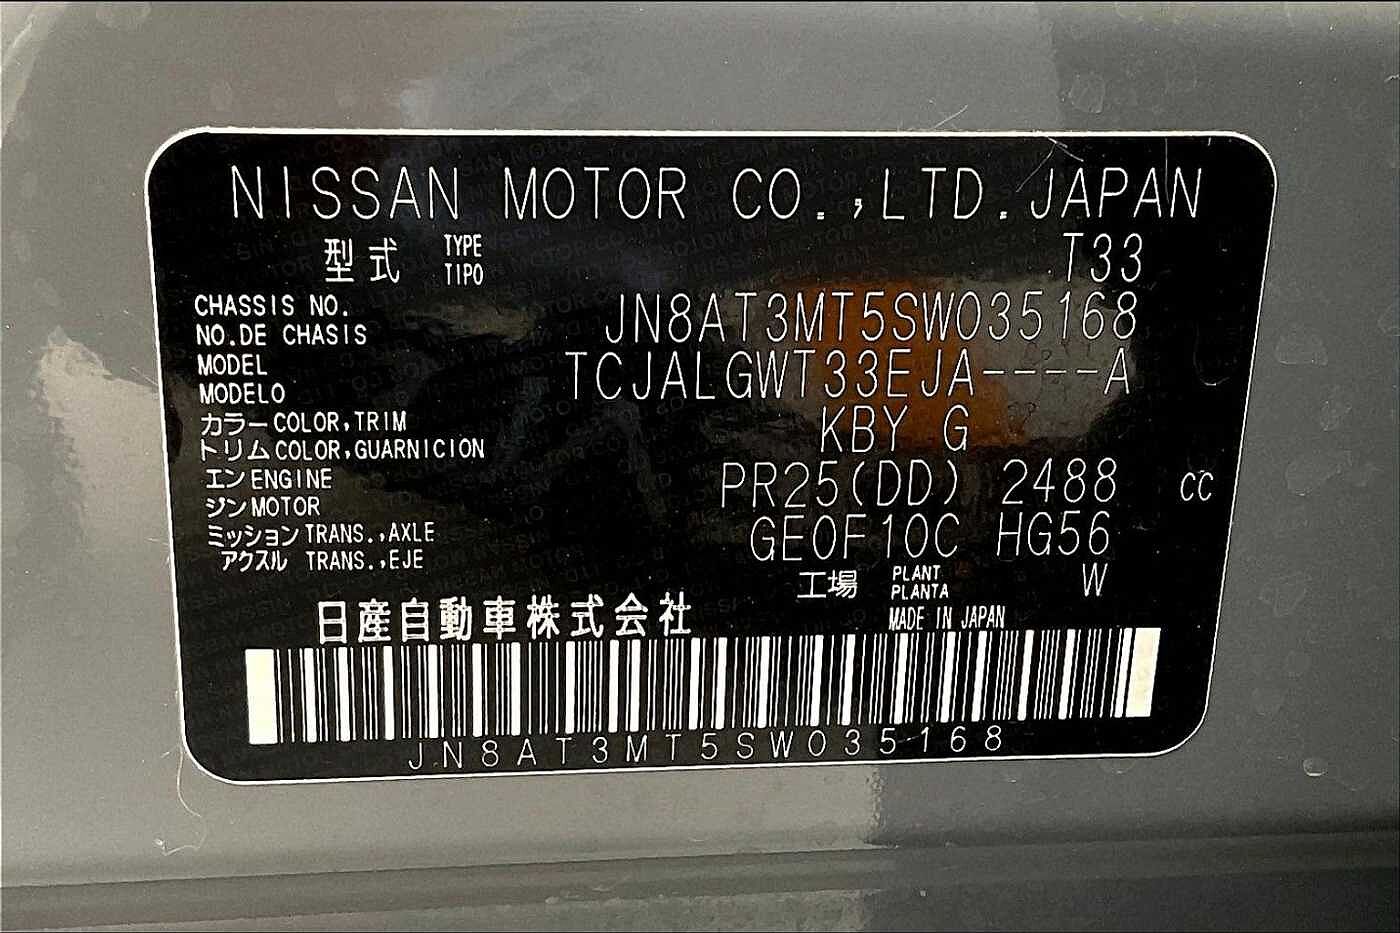 NISSAN MOTOR CO.,LTD.JAPAN
型式 TYPE TIPO T33
CHASSIS NO. JN8AT3MT5SW035168
NO.DE CHASIS
MODEL TCJALGWT33EJA----A
MODELO
カラー COLOR,TRIM KBY G
トリム COLOR,GUARNICION
エン ENGINE PR25(DD) 2488 CC
ジン MOTOR
ミッション TRANS.,AXLE GE0F10C HG56
アクスル TRANS.,EJE
工場 PLANT PLANTA W
日産自動車株式会社 MADE IN JAPAN
JN8AT3MT5SW035168